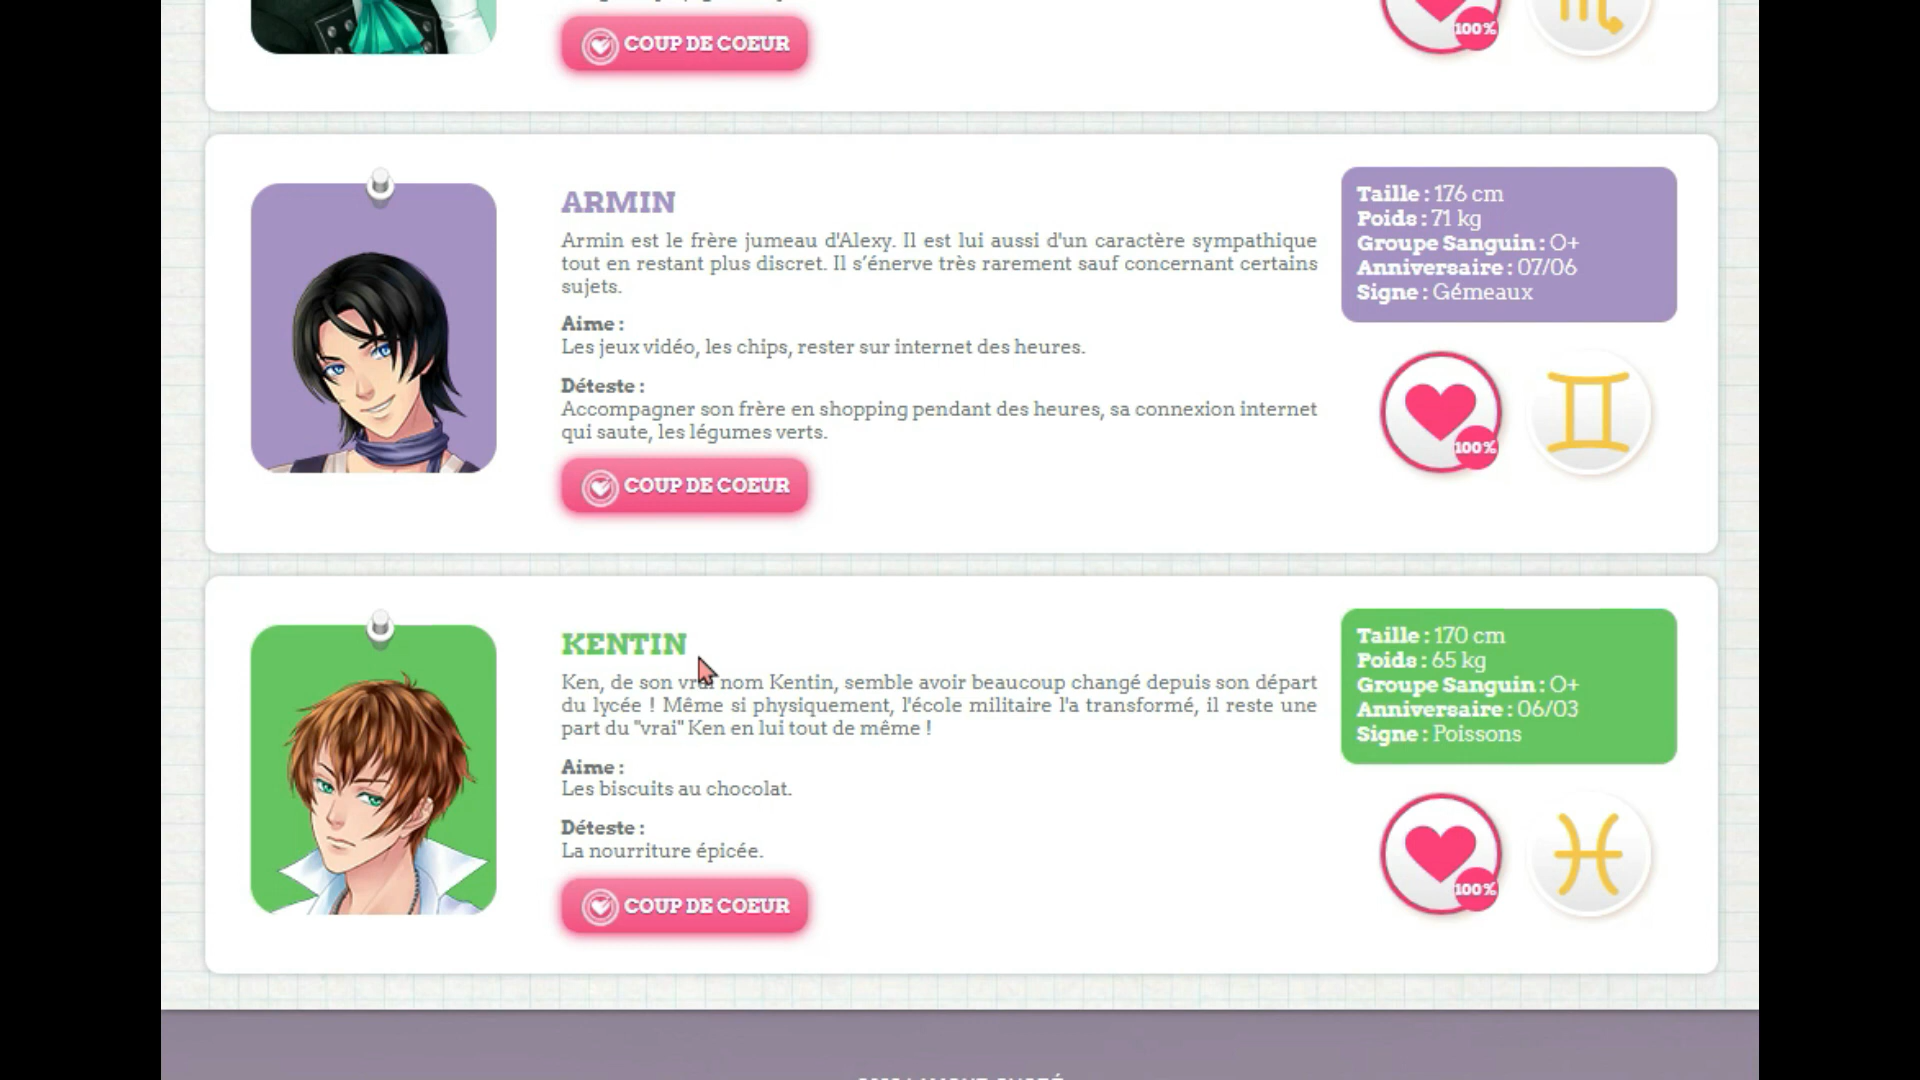 COUP DE COEUR
100%
ARMIN
Armin est le frère jumeau d'Alexy. Il est lui aussi d'un caractère sympathique
tout en restant plus discret. Il s’énerve très rarement sauf concernant certains
sujets.
Aime :
Les jeux vidéo, les chips, rester sur internet des heures.
Déteste :
Accompagner son frère en shopping pendant des heures, sa connexion internet
qui saute, les légumes verts.
COUP DE COEUR
Taille : 176 cm
Poids : 71 kg
Groupe Sanguin : O+
Anniversaire : 07/06
Signe : Gémeaux
100%
KENTIN
Ken, de son vrai nom Kentin, semble avoir beaucoup changé depuis son départ
du lycée ! Même si physiquement, l'école militaire l'a transformé, il reste une
part du "vrai" Ken en lui tout de même !
Aime :
Les biscuits au chocolat.
Déteste :
La nourriture épicée.
COUP DE COEUR
Taille : 170 cm
Poids : 65 kg
Groupe Sanguin : O+
Anniversaire : 06/03
Signe : Poissons
100%